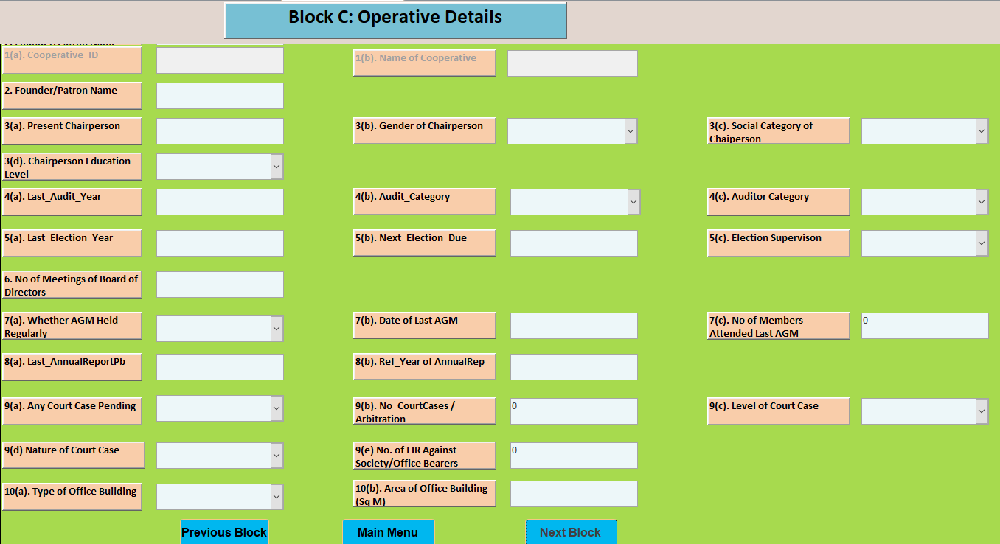 Block C: Operative Details
1(a). Cooperative_ID
1(b). Name of Cooperative
2. Founder/Patron Name
3(a). Present Chairperson
3(b). Gender of Chairperson
3(c). Social Category of
Chaiperson
3(d). Chairperson Education
Level
4(a). Last_Audit_Year
4(b). Audit_Category
4(c). Auditor Category
5(a). Last_Election_Year
5(b). Next_Election_Due
5(c). Election Supervison
6. No of Meetings of Board of
Directors
7(a). Whether AGM Held
Regularly
7(b). Date of Last AGM
7(c). No of Members
Attended Last AGM
0
8(a). Last_AnnualReportPb
8(b). Ref_Year of AnnualRep
9(a). Any Court Case Pending
9(b). No_CourtCases /
Arbitration
0
9(c). Level of Court Case
9(d) Nature of Court Case
9(e) No. of FIR Against
Society/Office Bearers
0
10(a). Type of Office Building
10(b). Area of Office Building
(Sq M)
Previous Block
Main Menu
Next Block